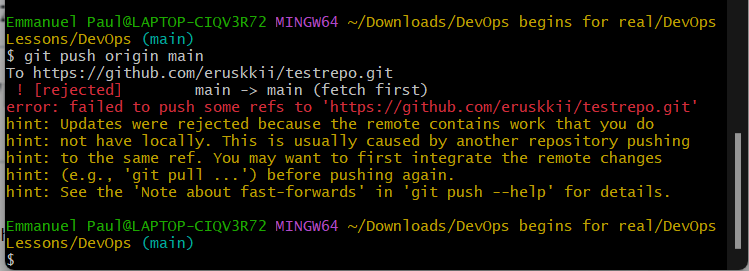 Emmanuel Paul@LAPTOP-CIQV3R72 MINGW64 ~/Downloads/DevOps begins for real/DevOps
Lessons/DevOps (main)
$ git push origin main
To https://github.com/eruskkii/testrepo.git
 ! [rejected]        main -> main (fetch first)
error: failed to push some refs to 'https://github.com/eruskkii/testrepo.git'
hint: Updates were rejected because the remote contains work that you do
hint: not have locally. This is usually caused by another repository pushing
hint: to the same ref. You may want to first integrate the remote changes
hint: (e.g., 'git pull ...') before pushing again.
hint: See the 'Note about fast-forwards' in 'git push --help' for details.
Emmanuel Paul@LAPTOP-CIQV3R72 MINGW64 ~/Downloads/DevOps begins for real/DevOps
Lessons/DevOps (main)
$